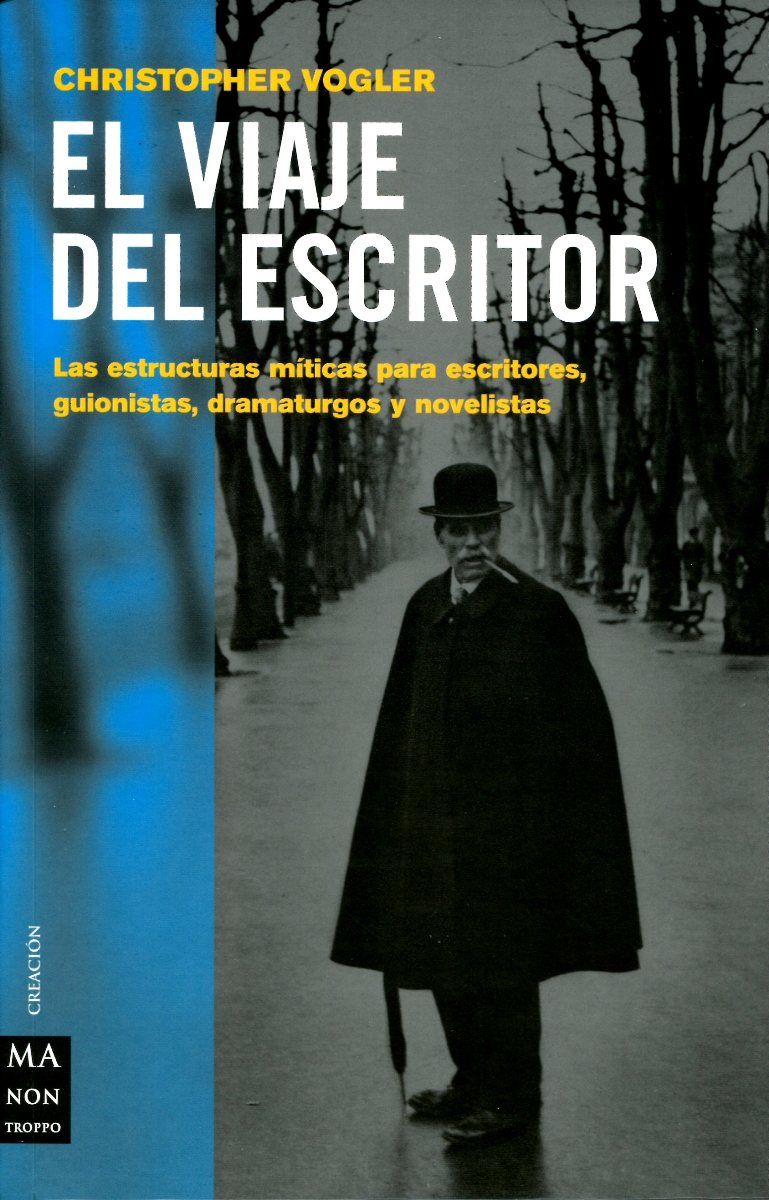 CHRISTOPHER VOGLER
EL VIAJE
DEL ESCRITOR
Las estructuras míticas para escritores,
guionistas, dramaturgos y novelistas
CREACIÓN
MA
NON
TROPPO